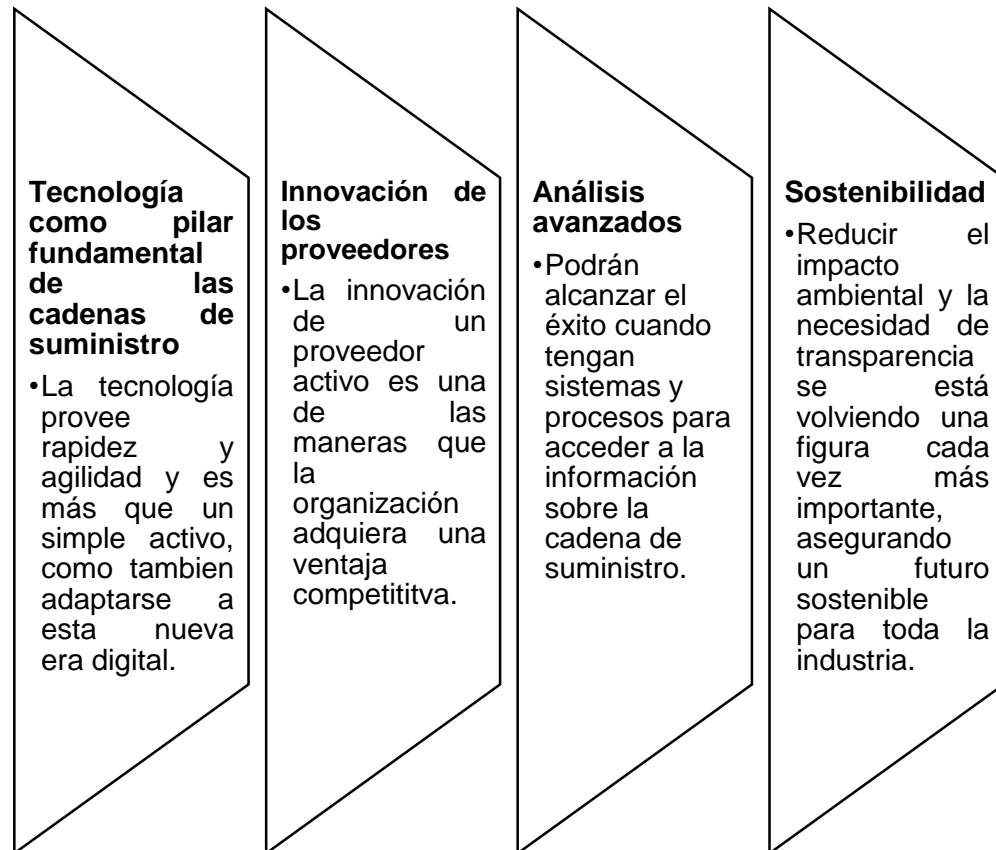 Tecnología
como pilar
fundamental
de las
cadenas de
suministro
•La tecnología
provee
rapidez y
agilidad y es
más que un
simple activo,
como tambien
adaptarse a
esta nueva
era digital.
Innovación de
los
proveedores
•La innovación
de un
proveedor
activo es una
de las
maneras que
la
organización
adquiera una
ventaja
competititva.
Análisis
avanzados
•Podrán
alcanzar el
éxito cuando
tengan
sistemas y
procesos para
acceder a la
información
sobre la
cadena de
suministro.
Sostenibilidad
•Reducir el
impacto
ambiental y la
necesidad de
transparencia
se está
volviendo una
figura cada
vez más
importante,
asegurando
un futuro
sostenible
para toda la
industria.